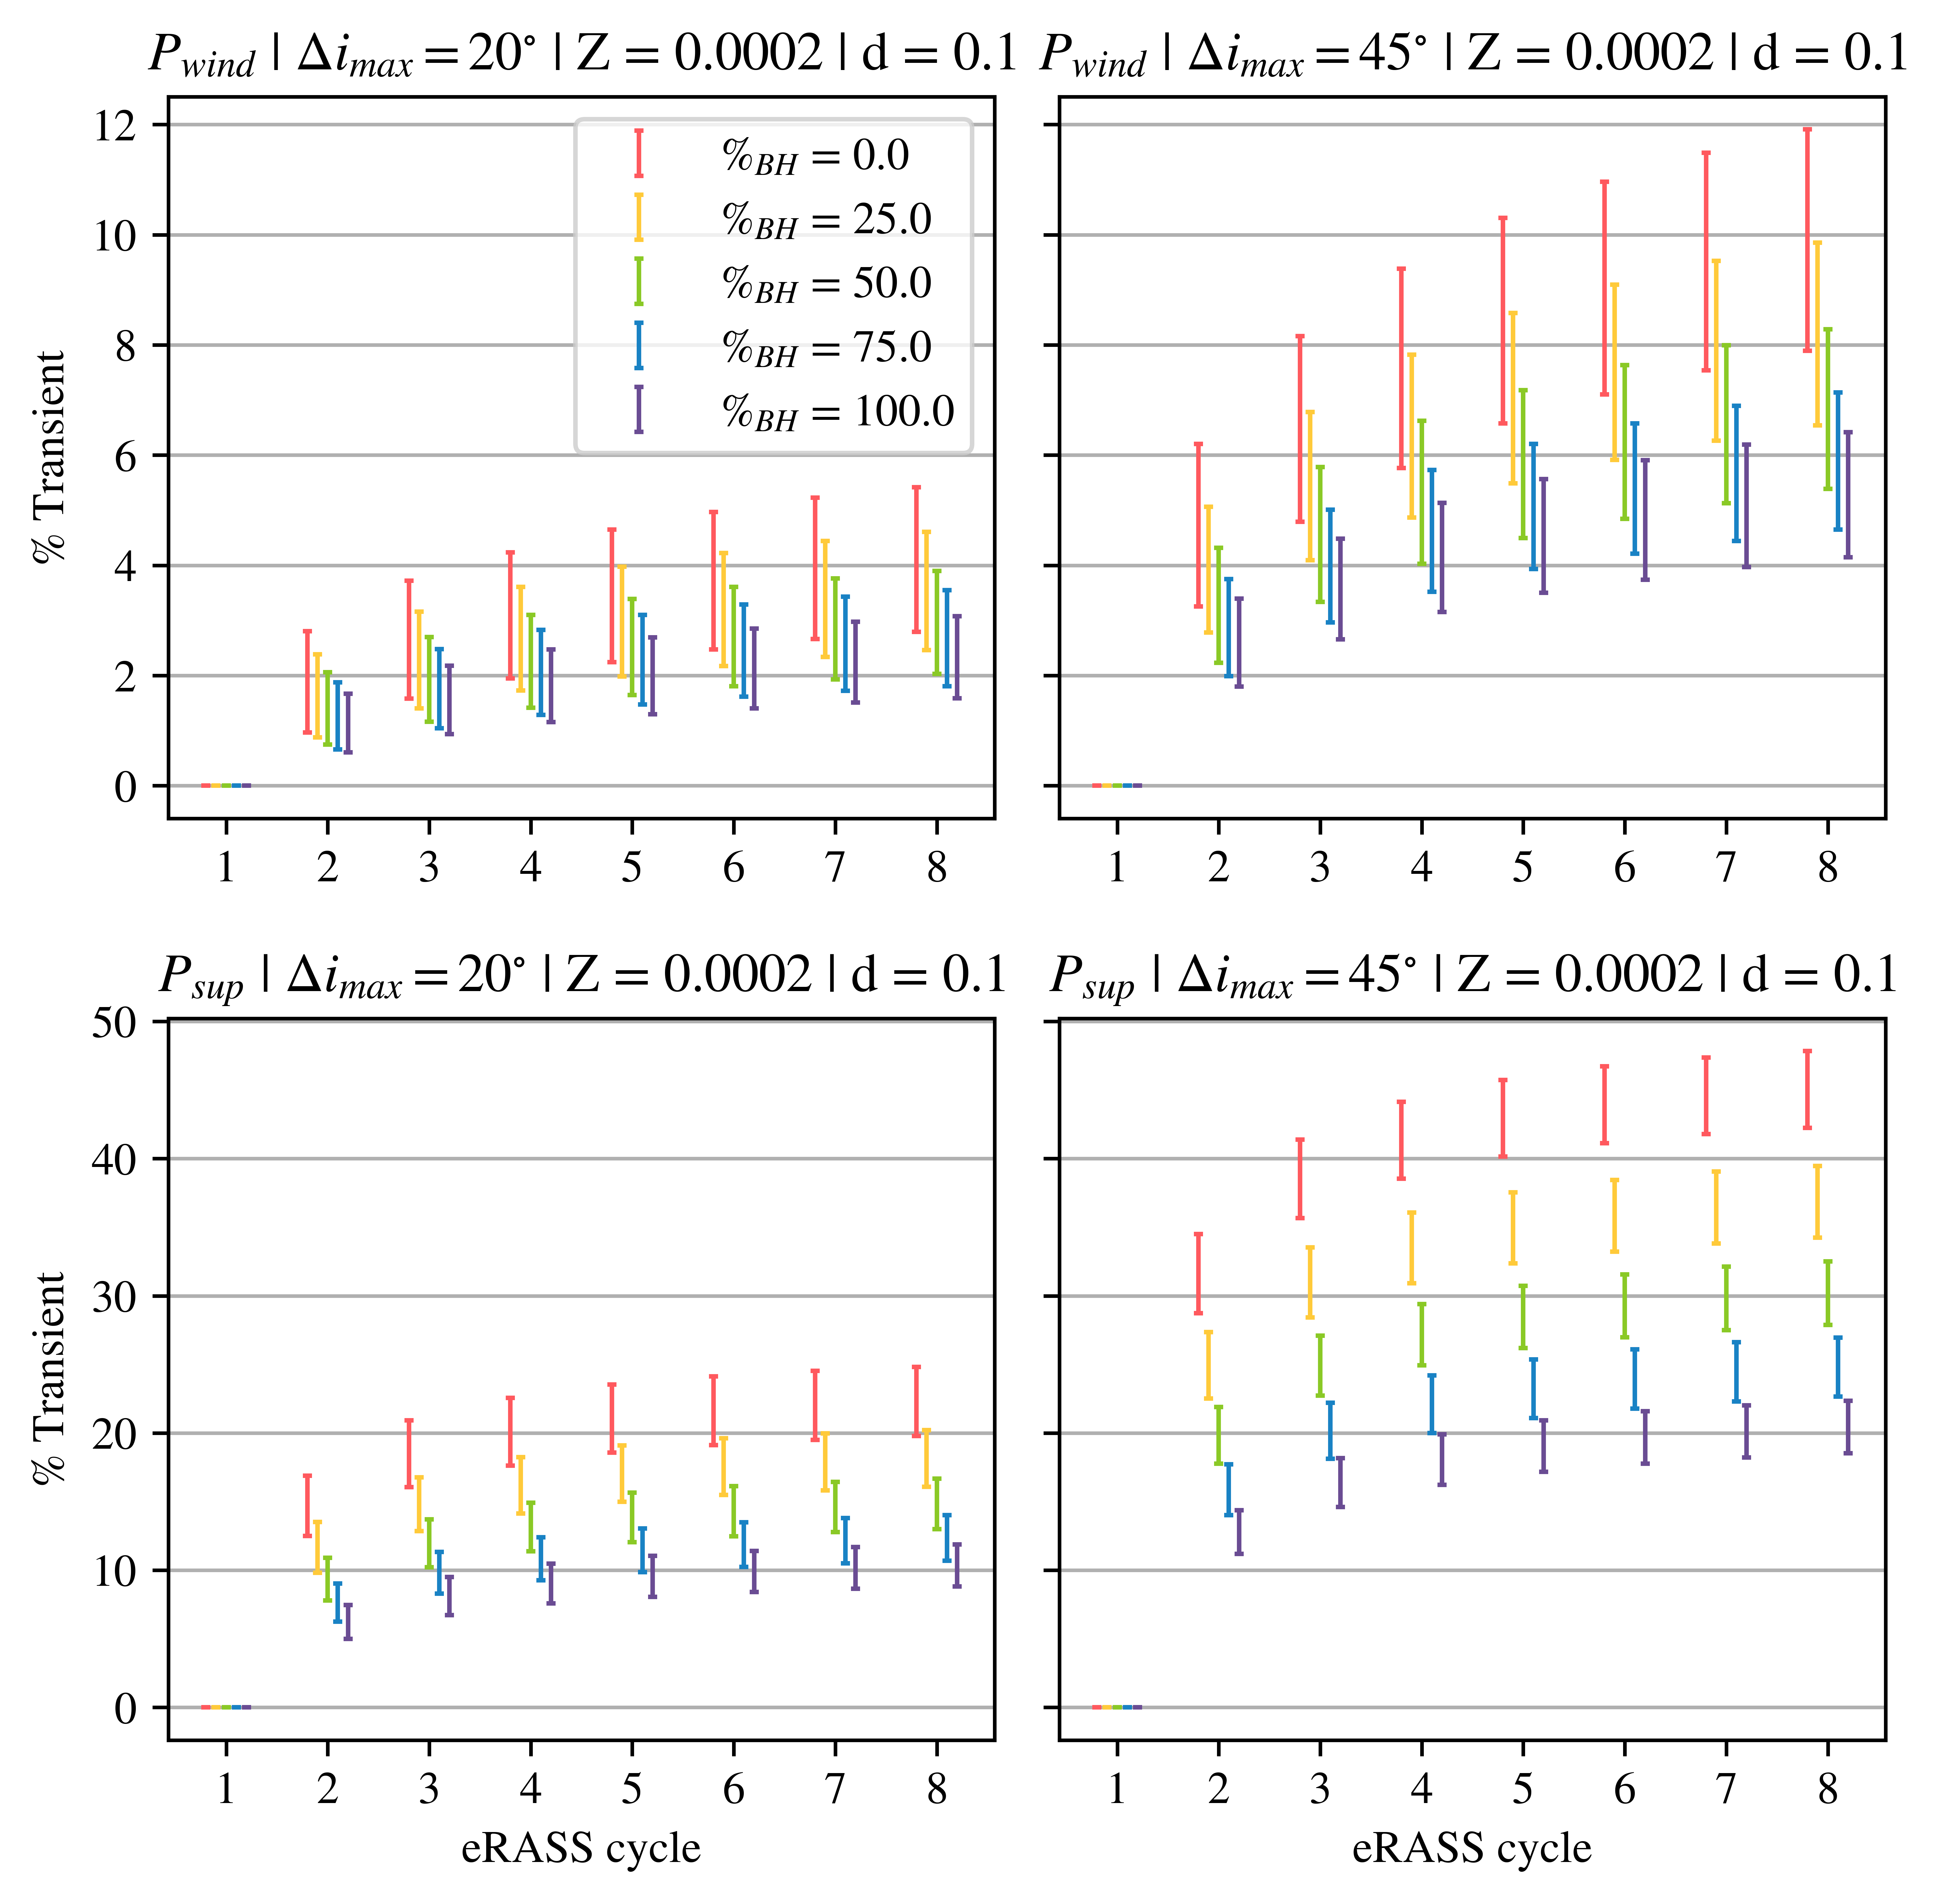 P_wind | Δi_max = 20° | Z = 0.0002 | d = 0.1
P_wind | Δi_max = 45° | Z = 0.0002 | d = 0.1
% Transient
12
10
8
6
4
2
0
%_BH = 0.0
%_BH = 25.0
%_BH = 50.0
%_BH = 75.0
%_BH = 100.0
1 2 3 4 5 6 7 8
1 2 3 4 5 6 7 8
P_sup | Δi_max = 20° | Z = 0.0002 | d = 0.1
P_sup | Δi_max = 45° | Z = 0.0002 | d = 0.1
% Transient
50
40
30
20
10
0
1 2 3 4 5 6 7 8
1 2 3 4 5 6 7 8
eRASS cycle
eRASS cycle